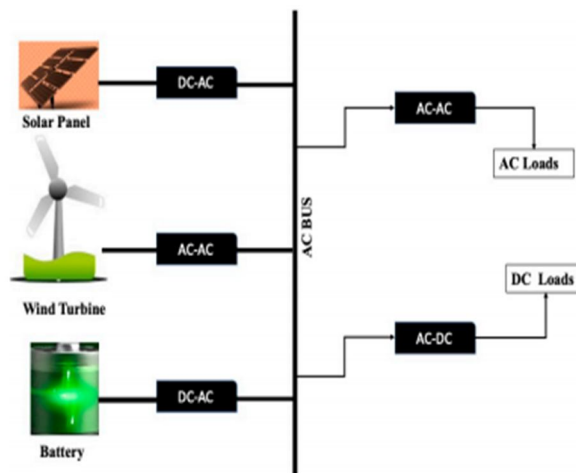 DC-AC
Solar Panel
AC-AC
AC Loads
AC-AC
AC BUS
Wind Turbine
DC Loads
AC-DC
DC-AC
Battery